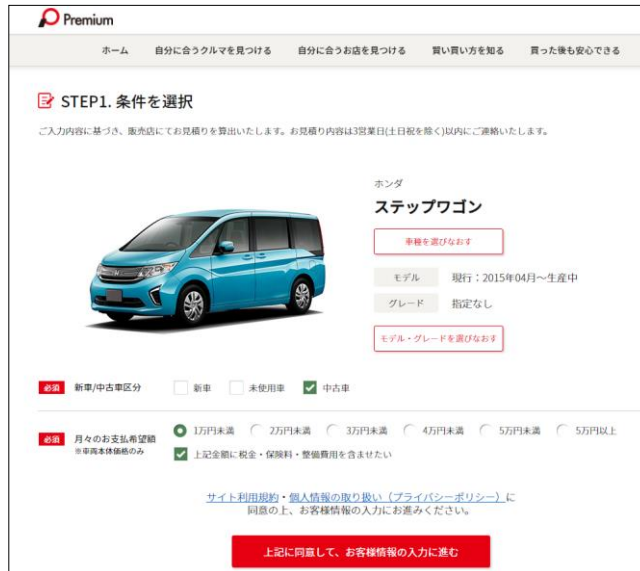 Premium
ホーム 自分に合うクルマを見つける 自分に合うお店を見つける 買い買い方を知る 買った後も安心できる
STEP1. 条件を選択
ご入力内容に基づき、販売店にてお見積りを算出いたします。お見積り内容は3営業日(土日祝を除く)以内にご連絡いたします。
ホンダ
ステップワゴン
車種を選びなおす
モデル 現行：2015年04月～生産中
グレード 指定なし
モデル・グレードを選びなおす
必須 新車/中古車区分 新車 未使用車 中古車
必須 月々のお支払希望額 1万円未満 2万円未満 3万円未満 4万円未満 5万円未満 5万円以上
※車両本体価格のみ 上記金額に税金・保険料・整備費用を含ませたい
サイト利用規約・個人情報の取り扱い（プライバシーポリシー）に
同意の上、お客様情報の入力にお進みください。
上記に同意して、お客様情報の入力に進む